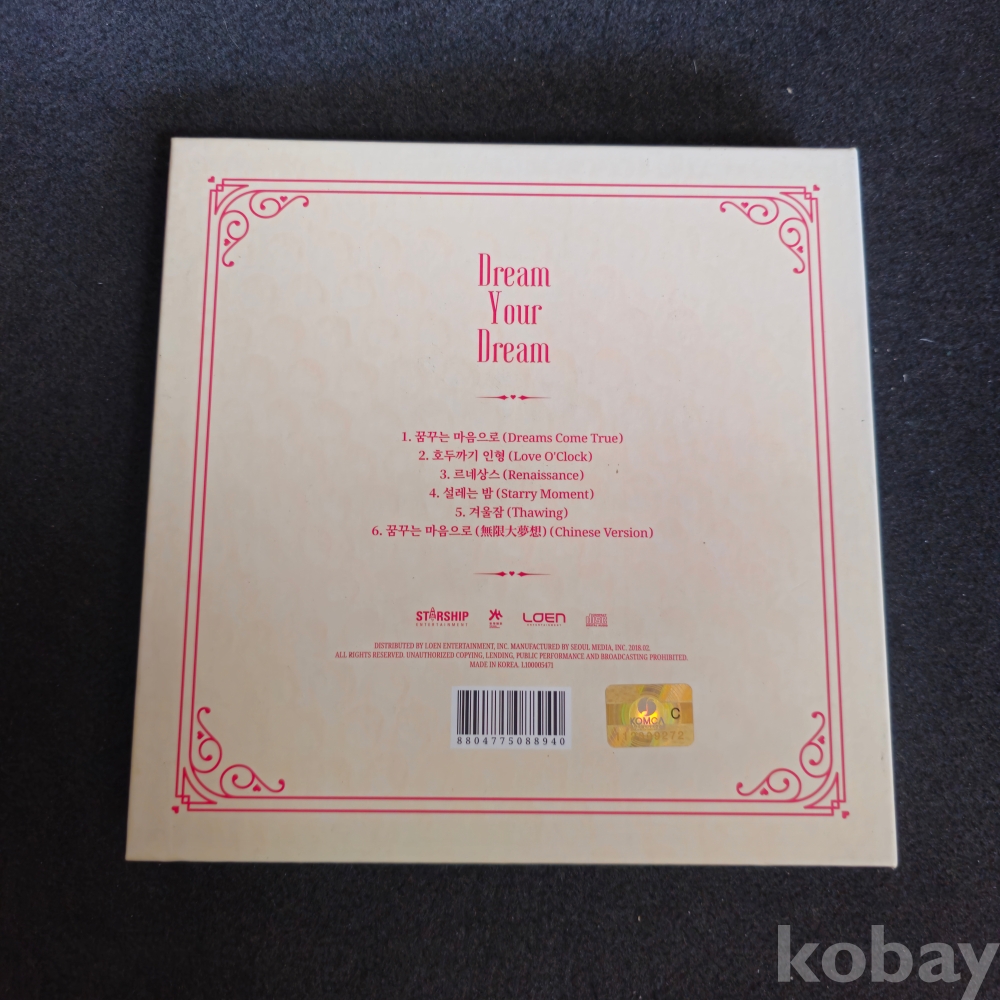 Dream
Your
Dream
1. 꿈꾸는 마음으로 (Dreams Come True)
2. 호두까기 인형 (Love O'Clock)
3. 르네상스 (Renaissance)
4. 설레는 밤 (Starry Moment)
5. 겨울잠 (Thawing)
6. 꿈꾸는 마음으로 (無限大夢想) (Chinese Version)
STARSHIP
ENTERTAINMENT
LOEN
ENTERTAINMENT
DISTRIBUTED BY LOEN ENTERTAINMENT, INC. MANUFACTURED BY SEOUL MEDIA, INC. 2018.02.
ALL RIGHTS RESERVED. UNAUTHORIZED COPYING, LENDING, PUBLIC PERFORMANCE AND BROADCASTING PROHIBITED.
MADE IN KOREA. L100005471
8804775088940
KOMCA
C
kobay